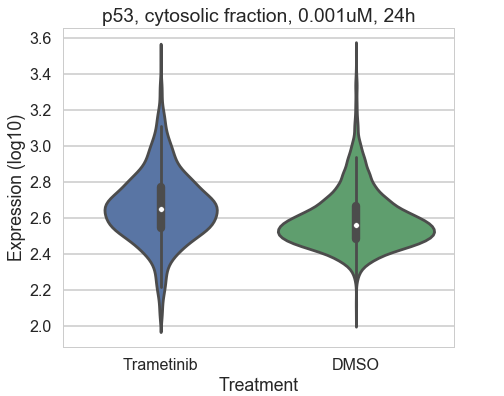 p53, cytosolic fraction, 0.001uM, 24h
3.6
3.4
3.2
3.0
2.8
2.6
2.4
2.2
2.0
Expression (log10)
Trametinib DMSO
Treatment